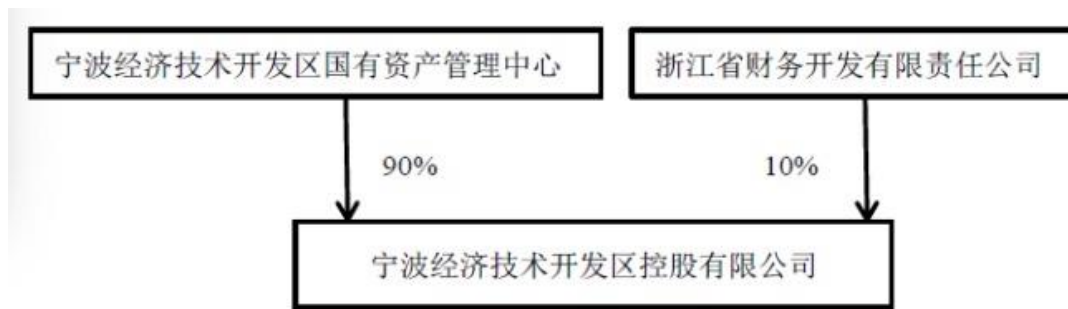 宁波经济技术开发区国有资产管理中心
浙江省财务开发有限责任公司
90%
10%
宁波经济技术开发区控股有限公司